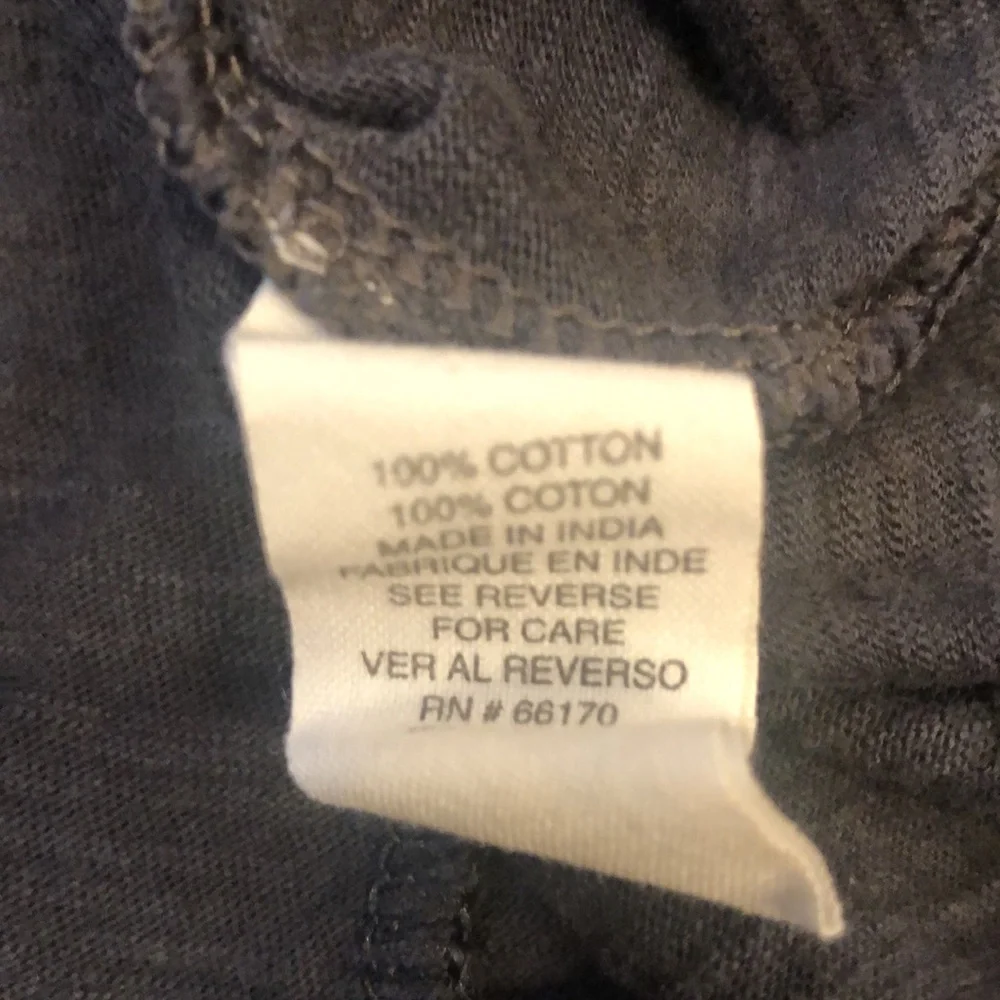 100% COTTON
100% COTON
MADE IN INDIA
FABRIQUE EN INDE
SEE REVERSE
FOR CARE
VER AL REVERSO
RN # 66170